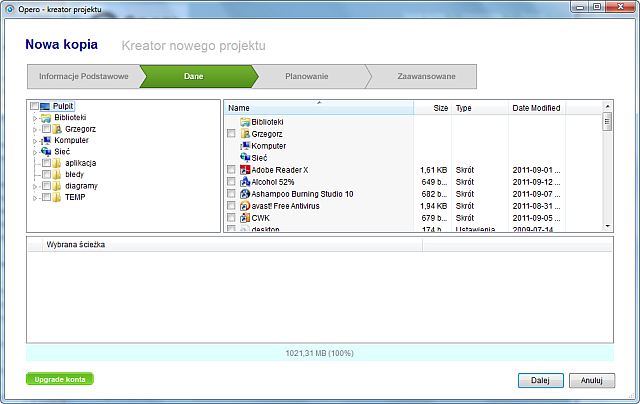 Opero - kreator projektu
Nowa kopia Kreator nowego projektu
Informacje Podstawowe Dane Planowanie Zaawansowane
Pulpit
Biblioteki
Grzegorz
Komputer
Sieć
aplikacja
błedy
diagramy
TEMP
Name Size Type Date Modified
Biblioteki
Grzegorz
Komputer
Sieć
Adobe Reader X 1,61 KB Skrót 2011-09-01 ...
Alcohol 52% 649 b... Skrót 2011-09-12 ...
Ashampoo Burning Studio 10 682 b... Skrót 2011-09-07 ...
avast! Free Antivirus 1,94 KB Skrót 2011-08-31 ...
CWK 679 b... Skrót 2011-09-05 ...
desktop 174 b... Ustawienia 2009-07-14
Wybrana ścieżka
1021,31 MB (100%)
Upgrade konta
Dalej Anuluj